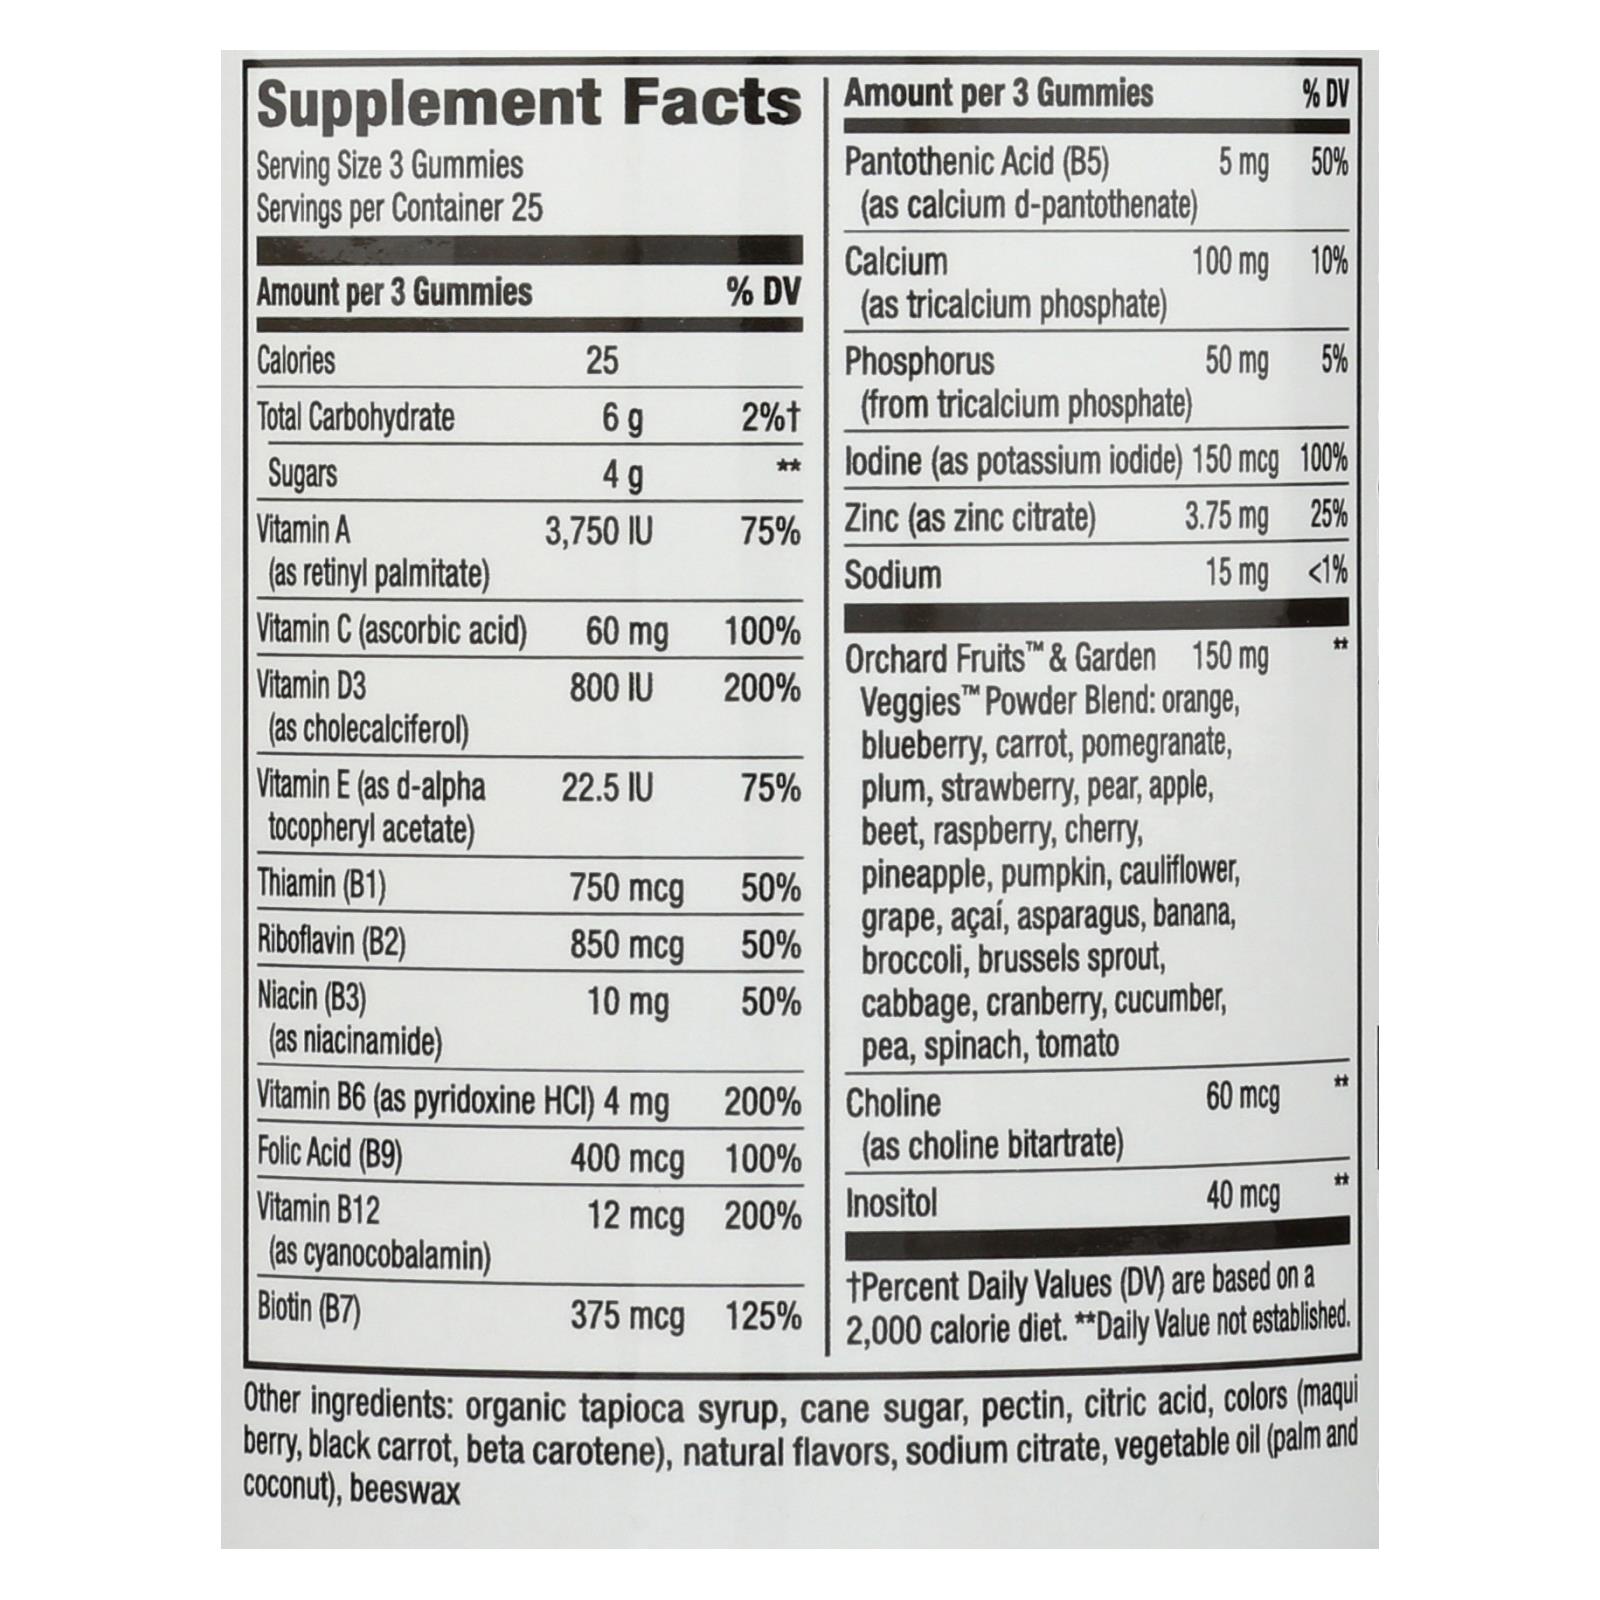 Supplement Facts
Serving Size 3 Gummies
Servings per Container 25
Amount per 3 Gummies % DV
Calories 25
Total Carbohydrate 6 g 2%†
Sugars 4 g **
Vitamin A 3,750 IU 75%
(as retinyl palmitate)
Vitamin C (ascorbic acid) 60 mg 100%
Vitamin D3 800 IU 200%
(as cholecalciferol)
Vitamin E (as d-alpha 22.5 IU 75%
tocopheryl acetate)
Thiamin (B1) 750 mcg 50%
Riboflavin (B2) 850 mcg 50%
Niacin (B3) 10 mg 50%
(as niacinamide)
Vitamin B6 (as pyridoxine HCl) 4 mg 200%
Folic Acid (B9) 400 mcg 100%
Vitamin B12 12 mcg 200%
(as cyanocobalamin)
Biotin (B7) 375 mcg 125%
Amount per 3 Gummies % DV
Pantothenic Acid (B5) 5 mg 50%
(as calcium d-pantothenate)
Calcium 100 mg 10%
(as tricalcium phosphate)
Phosphorus 50 mg 5%
(from tricalcium phosphate)
Iodine (as potassium iodide) 150 mcg 100%
Zinc (as zinc citrate) 3.75 mg 25%
Sodium 15 mg <1%
Orchard Fruits™ & Garden 150 mg **
Veggies™ Powder Blend: orange,
blueberry, carrot, pomegranate,
plum, strawberry, pear, apple,
beet, raspberry, cherry,
pineapple, pumpkin, cauliflower,
grape, açaí, asparagus, banana,
broccoli, brussels sprout,
cabbage, cranberry, cucumber,
pea, spinach, tomato
Choline 60 mcg **
(as choline bitartrate)
Inositol 40 mcg **
†Percent Daily Values (DV) are based on a
2,000 calorie diet. **Daily Value not established.
Other ingredients: organic tapioca syrup, cane sugar, pectin, citric acid, colors (maqui
berry, black carrot, beta carotene), natural flavors, sodium citrate, vegetable oil (palm and
coconut), beeswax